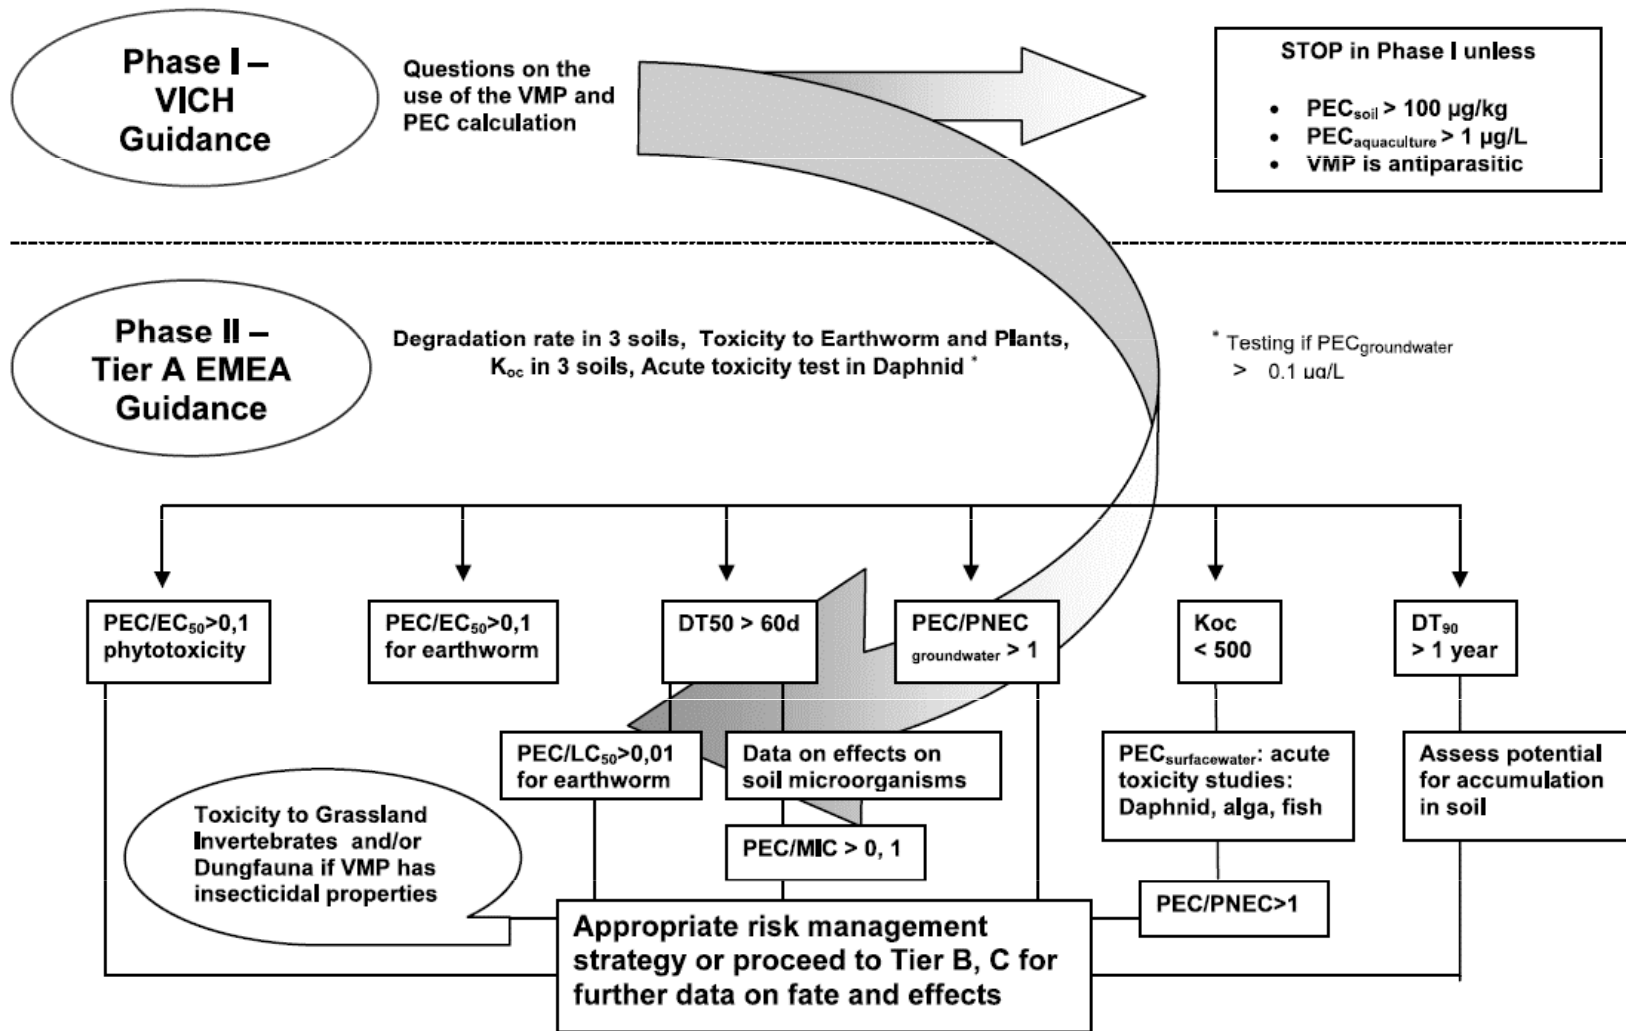 Phase I –
VICH
Guidance
Questions on the
use of the VMP and
PEC calculation
STOP in Phase I unless
• PECsoil > 100 µg/kg
• PECaquaculture > 1 µg/L
• VMP is antiparasitic
Phase II –
Tier A EMEA
Guidance
Degradation rate in 3 soils, Toxicity to Earthworm and Plants,
Koc in 3 soils, Acute toxicity test in Daphnid *
* Testing if PECgroundwater
> 0.1 µg/L
PEC/EC50>0,1
phytotoxicity
PEC/EC50>0,1
for earthworm
DT50 > 60d
PEC/PNEC
groundwater > 1
Koc
< 500
DT90
> 1 year
PEC/LC50>0,01
for earthworm
Data on effects on
soil microorganisms
PECsurfacewater: acute
toxicity studies:
Daphnid, alga, fish
Assess potential
for accumulation
in soil
Toxicity to Grassland
Invertebrates and/or
Dungfauna if VMP has
insecticidal properties
PEC/MIC > 0, 1
PEC/PNEC>1
Appropriate risk management
strategy or proceed to Tier B, C for
further data on fate and effects